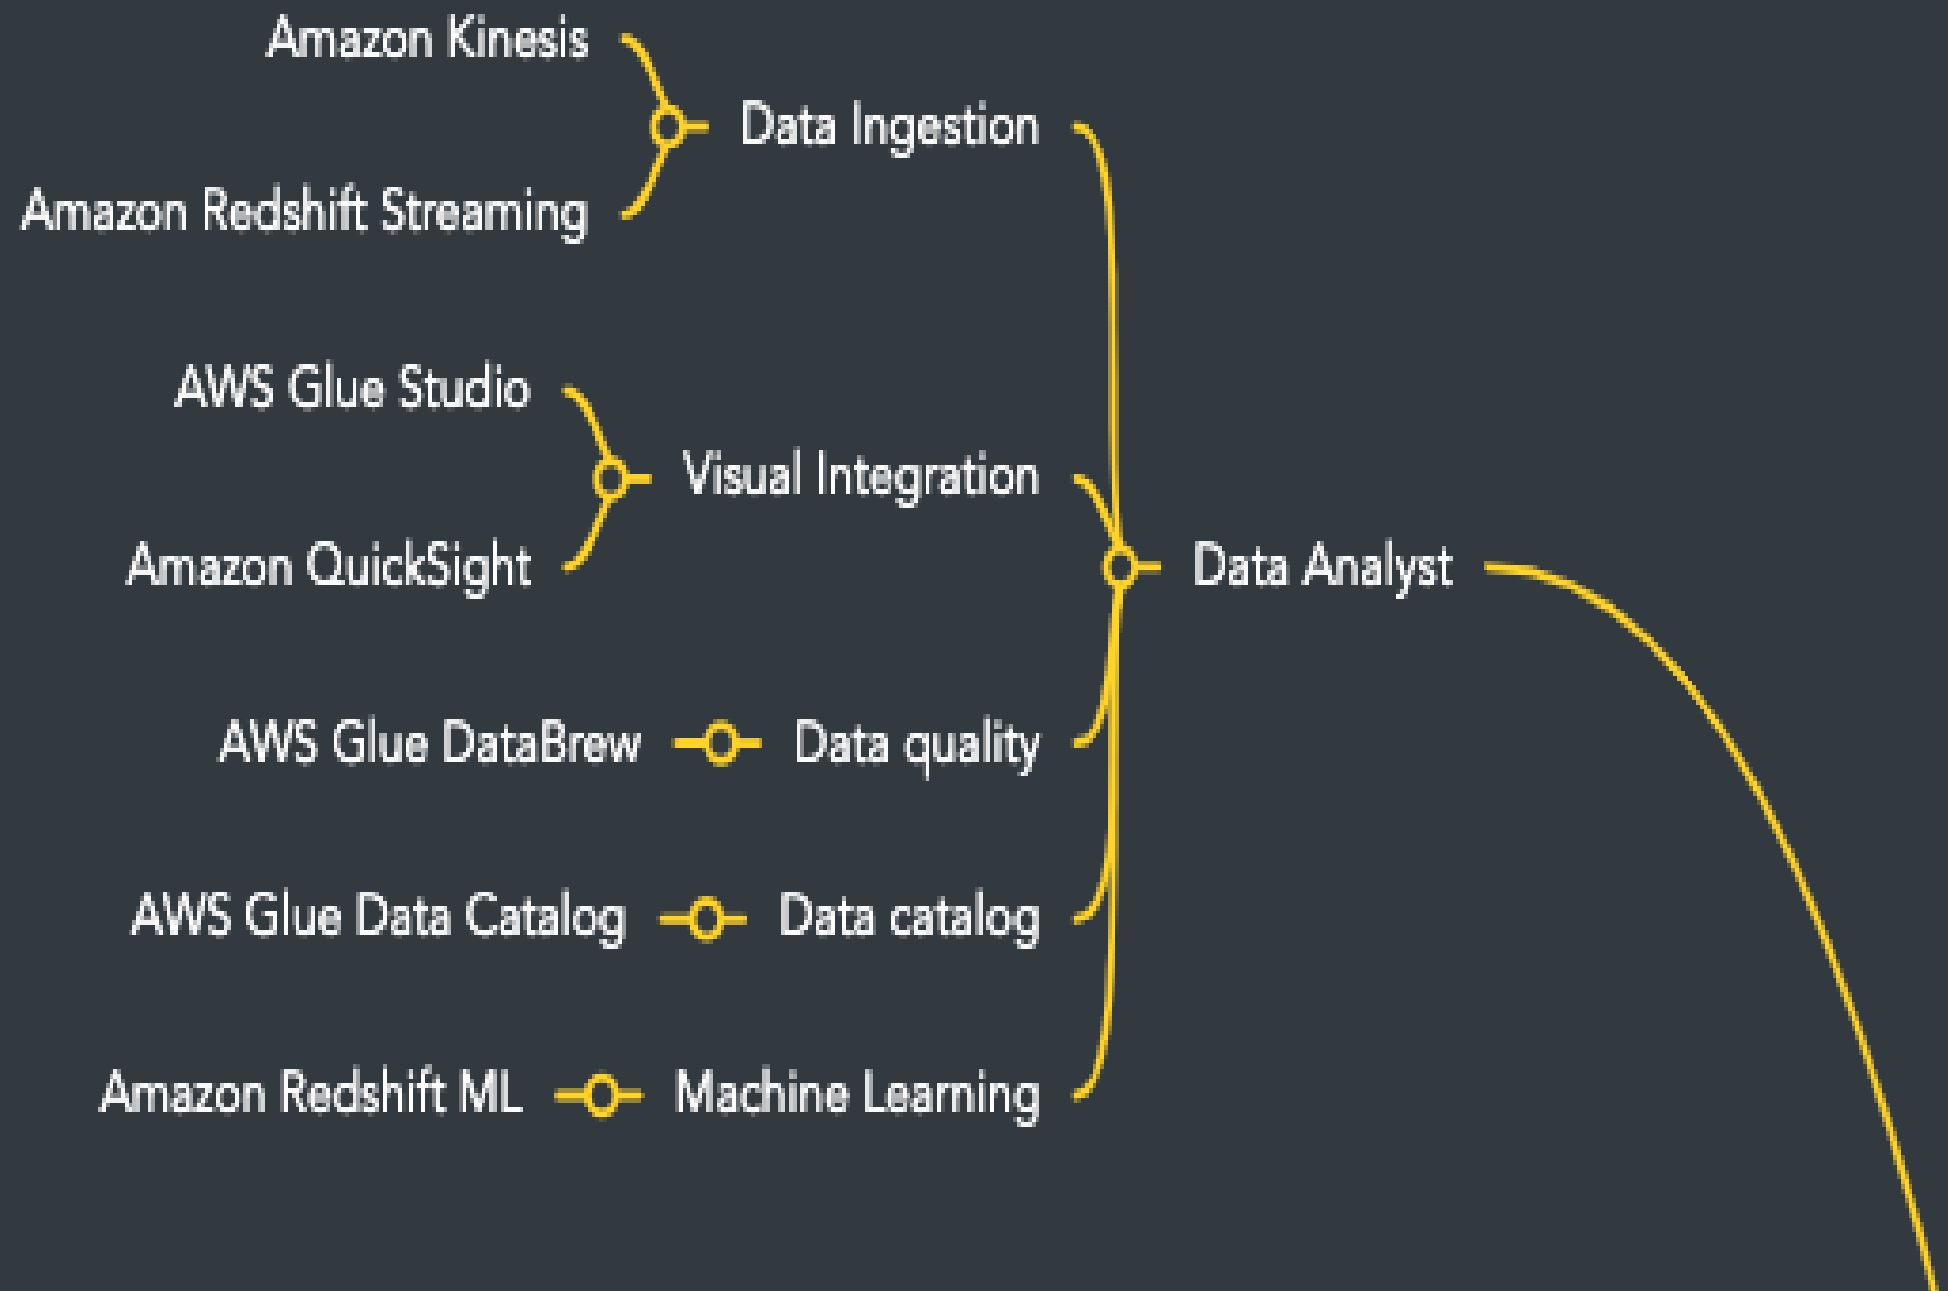 Amazon Kinesis
Data Ingestion
Amazon Redshift Streaming
AWS Glue Studio
Visual Integration
Amazon QuickSight
Data Analyst
AWS Glue DataBrew
Data quality
AWS Glue Data Catalog
Data catalog
Amazon Redshift ML
Machine Learning